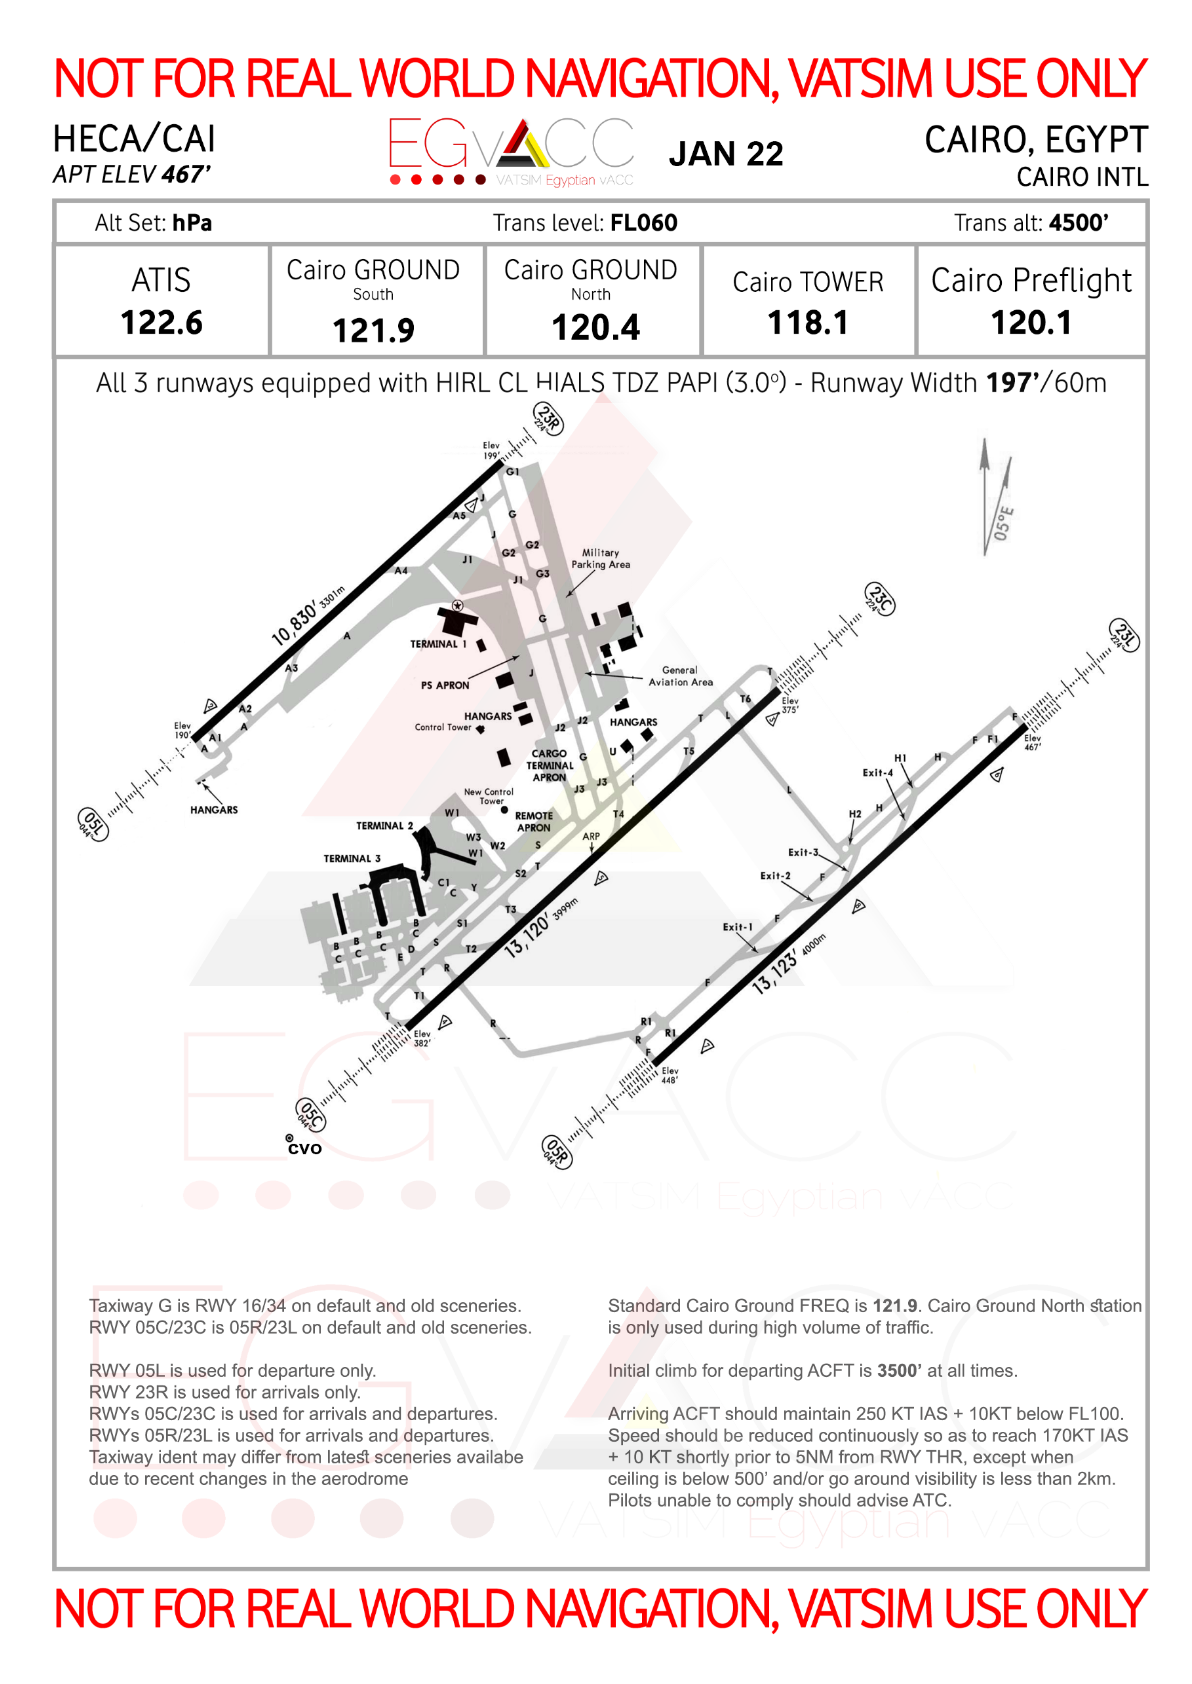 NOT FOR REAL WORLD NAVIGATION, VATSIM USE ONLY
HECA/CAI
APT ELEV 467'
EGVACC
VATSIM Egyptian vACC
JAN 22
CAIRO, EGYPT
CAIRO INTL
Alt Set: hPa
Trans level: FL060
Trans alt: 4500'
ATIS
122.6
Cairo GROUND
South
121.9
Cairo GROUND
North
120.4
Cairo TOWER
118.1
Cairo Preflight
120.1
All 3 runways equipped with HIRL CL HIALS TDZ PAPI (3.0º) - Runway Width 197'/60m
23R
224°
Elev
199'
G1
J
A5
G
J
G2
G2
J1
J1
G3
A4
Military
Parking Area
05°E
10,830' 3301m
G
23C
224°
A
TERMINAL 1
23L
224°
A3
PS APRON
J
General
Aviation Area
T
T6
Elev
375'
A2
A
Elev
190'
A1
A
HANGARS
Control Tower
J2
J2
HANGARS
T
L
F
F
F1
Elev
467'
CARGO
TERMINAL
APRON
G
U
T5
H1
H
Exit-4
J3
J3
L
HANGARS
05L
044°
New Control
Tower
W1
REMOTE
APRON
T4
H2
H
TERMINAL 2
W3
W1
W2
S
ARP
TERMINAL 3
T
S2
Exit-3
C1
C
Y
Exit-2
F
T3
13,120' 3999m
S1
B
C
B
C
B
C
B
C
D
E
S
T2
F
Exit-1
T
R
13,123' 4000m
F
T1
T
Elev
382'
R
R1
R1
R
F
Elev
448'
05C
044°
CVO
05R
044°
EGVACC
VATSIM Egyptian vACC
Taxiway G is RWY 16/34 on default and old sceneries.
RWY 05C/23C is 05R/23L on default and old sceneries.
RWY 05L is used for departure only.
RWY 23R is used for arrivals only.
RWYs 05C/23C is used for arrivals and departures.
RWYs 05R/23L is used for arrivals and departures.
Taxiway ident may differ from latest sceneries availabe
due to recent changes in the aerodrome
Standard Cairo Ground FREQ is 121.9. Cairo Ground North station
is only used during high volume of traffic.
Initial climb for departing ACFT is 3500' at all times.
Arriving ACFT should maintain 250 KT IAS + 10KT below FL100.
Speed should be reduced continuously so as to reach 170KT IAS
+ 10 KT shortly prior to 5NM from RWY THR, except when
ceiling is below 500' and/or go around visibility is less than 2km.
Pilots unable to comply should advise ATC.
EGVACC
VATSIM Egyptian vACC
NOT FOR REAL WORLD NAVIGATION, VATSIM USE ONLY